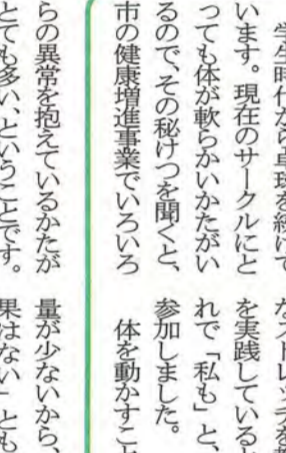 学生時代から卓球を続けて
います。現在のサークルにと
っても体が軟らかいかたがい
るので、その秘けつを聞くと、
市の健康増進事業でいろいろ
なストレッチを
を実践していると
れで「私も」と、
参加しました。
体を動かすこと
らの異常を抱えているかたが
とても多い、ということです。
量が少ないから、
果はない」とも